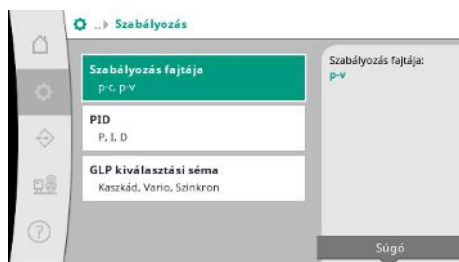 ..▸ Szabályozás
Szabályozás fajtája
p-c, p-v
PID
P, I, D
GLP kiválasztási séma
Kaszkád, Vario, Szinkron
Szabályozás fajtája:
p-v
Súgó